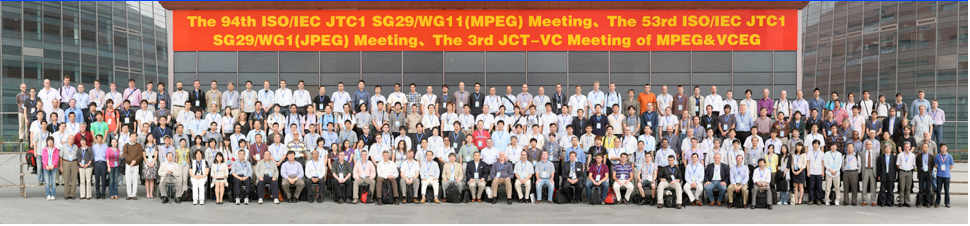 The 94th ISO/IEC JTC1 SG29/WG11(MPEG) Meeting、The 53rd ISO/IEC JTC1
SG29/WG1(JPEG) Meeting、The 3rd JCT-VC Meeting of MPEG&VCEG